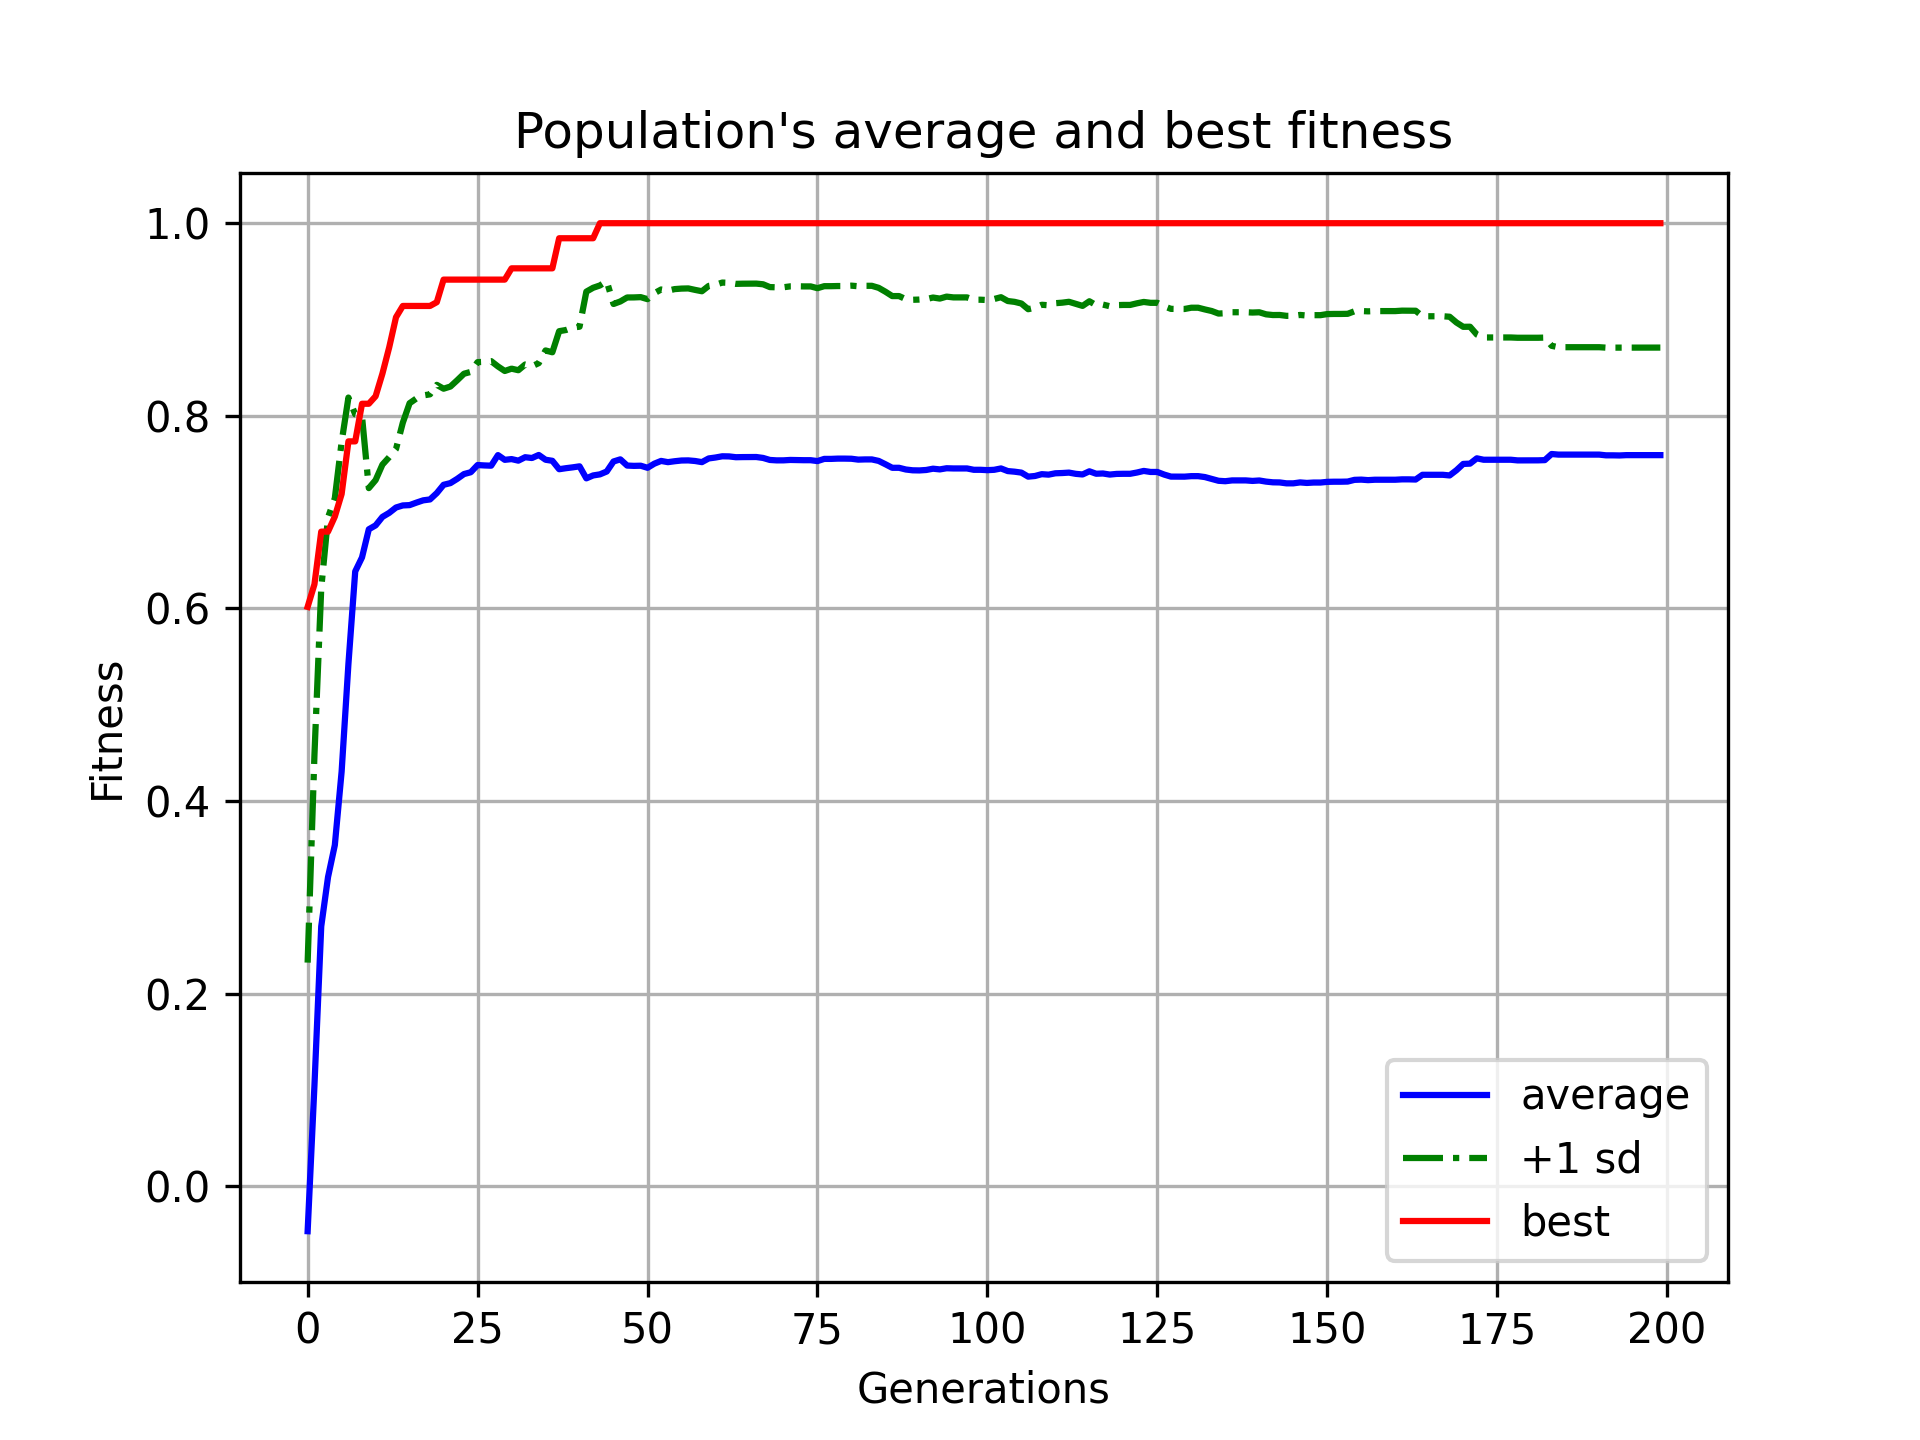 Population's average and best fitness
1.0
0.8
0.6
0.4
0.2
0.0
Fitness
average
+1 sd
best
0 25 50 75 100 125 150 175 200
Generations